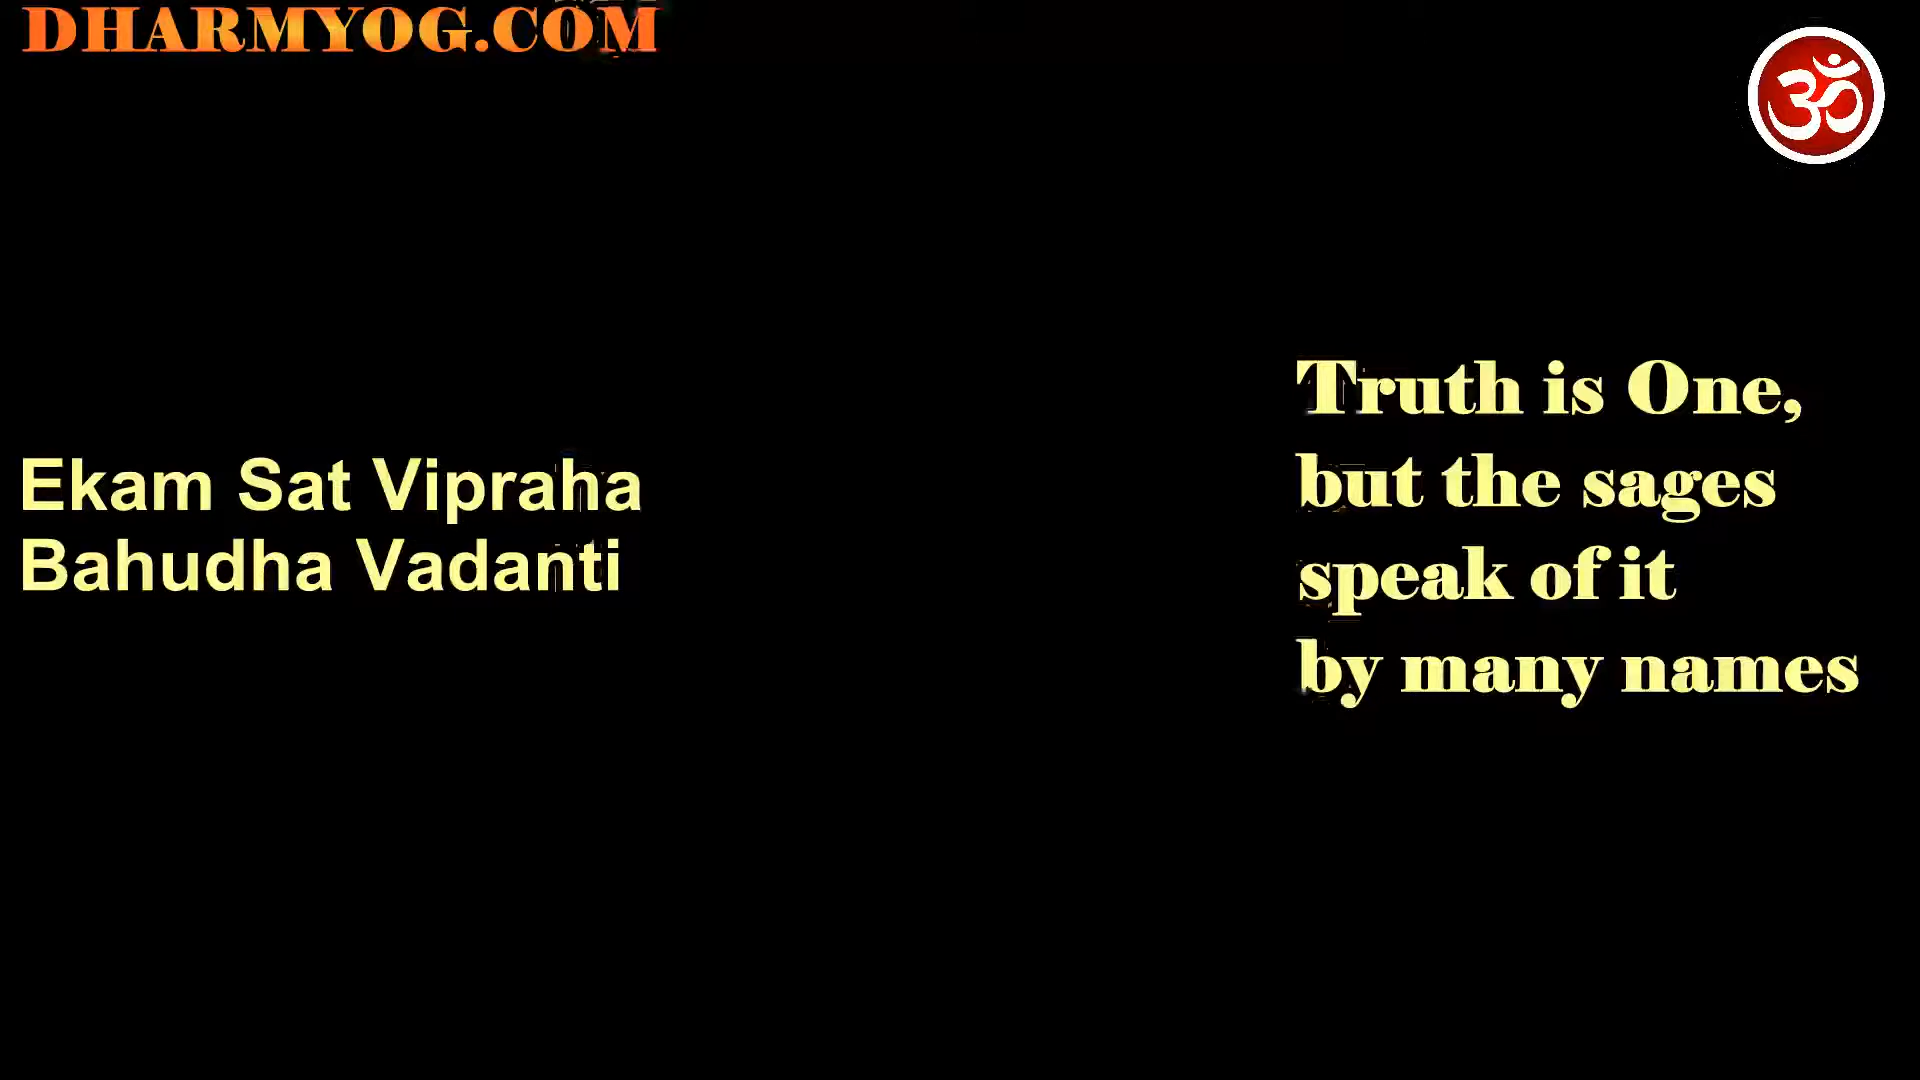 DHARMYOG.COM
ॐ
Ekam Sat Vipraha
Bahudha Vadanti
Truth is One,
but the sages
speak of it
by many names